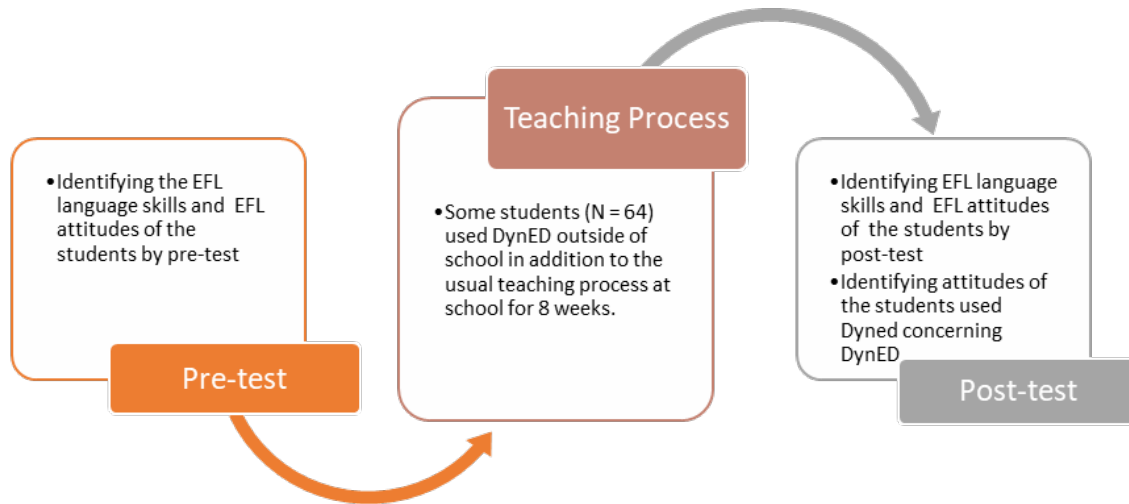 •Identifying the EFL
language skills and EFL
attitudes of the
students by pre-test
Pre-test
Teaching Process
•Some students (N = 64)
used DynED outside of
school in addition to the
usual teaching process at
school for 8 weeks.
•Identifying EFL language
skills and EFL attitudes
of the students by
post-test
•Identifying attitudes of
the students used
Dyned concerning
DynED
Post-test